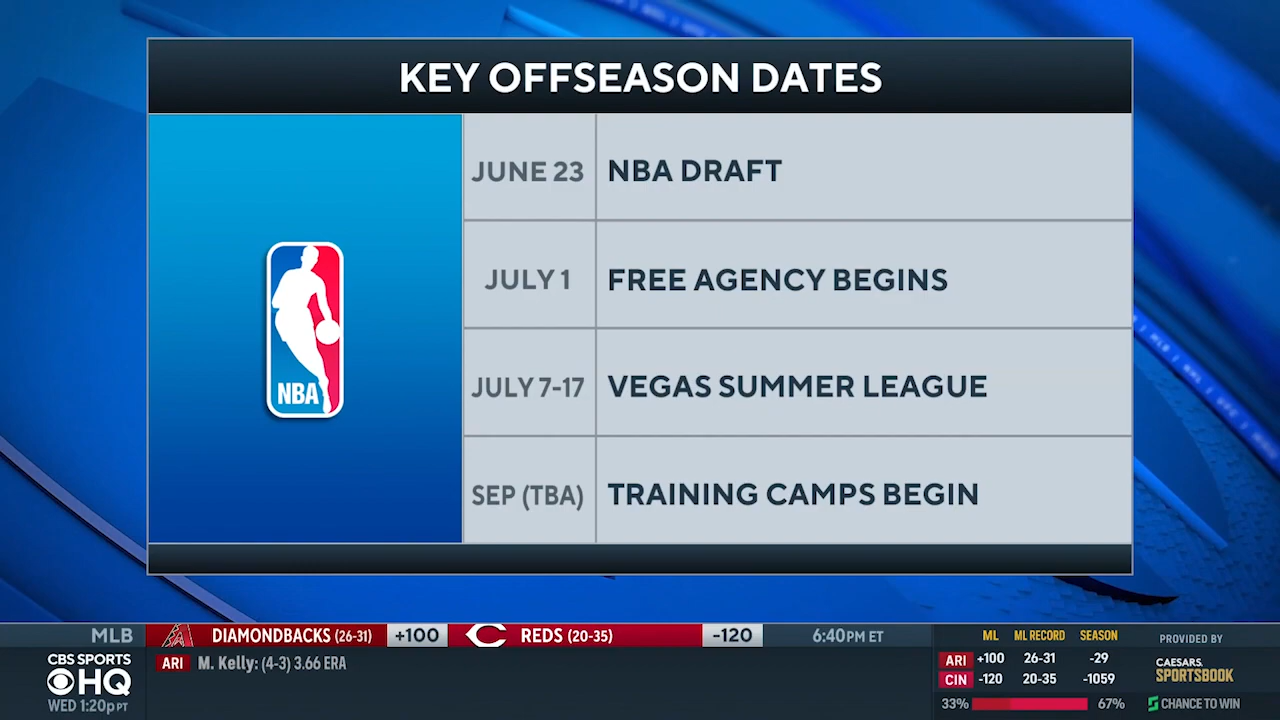 KEY OFFSEASON DATES
JUNE 23 NBA DRAFT
JULY 1 FREE AGENCY BEGINS
JULY 7-17 VEGAS SUMMER LEAGUE
SEP (TBA) TRAINING CAMPS BEGIN
NBA
MLB DIAMONDBACKS (26-31) +100 REDS (20-35) -120 6:40PM ET
ARI M. Kelly: (4-3) 3.66 ERA
CBS SPORTS
HQ
WED 1:20p PT
ML ML RECORD SEASON
ARI +100 26-31 -29
CIN -120 20-35 -1059
33% 67%
PROVIDED BY
CAESARS
SPORTSBOOK
CHANCE TO WIN